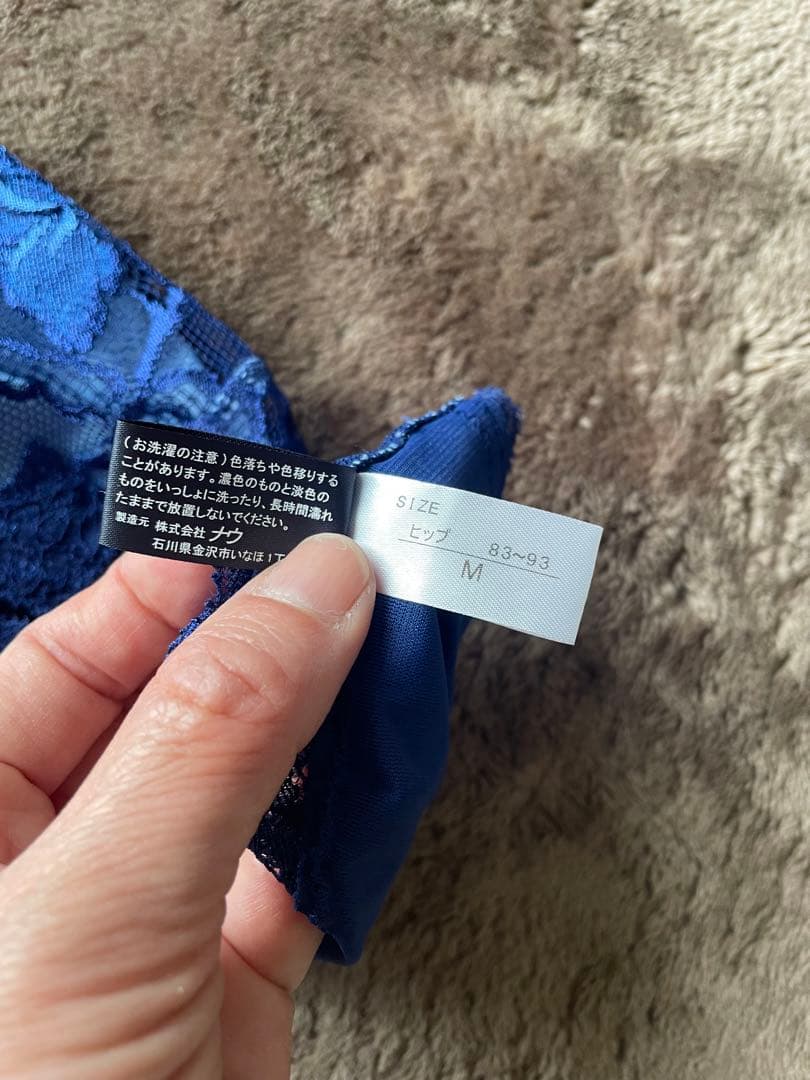 (お洗濯の注意)色落ちや色移りする
ことがあります。濃色のものと淡色の
ものをいっしょに洗ったり、長時間濡れ
たままで放置しないでください。
製造元 株式会社 ナウ
石川県金沢市いなほ1丁
SIZE
ヒップ 83~93
M